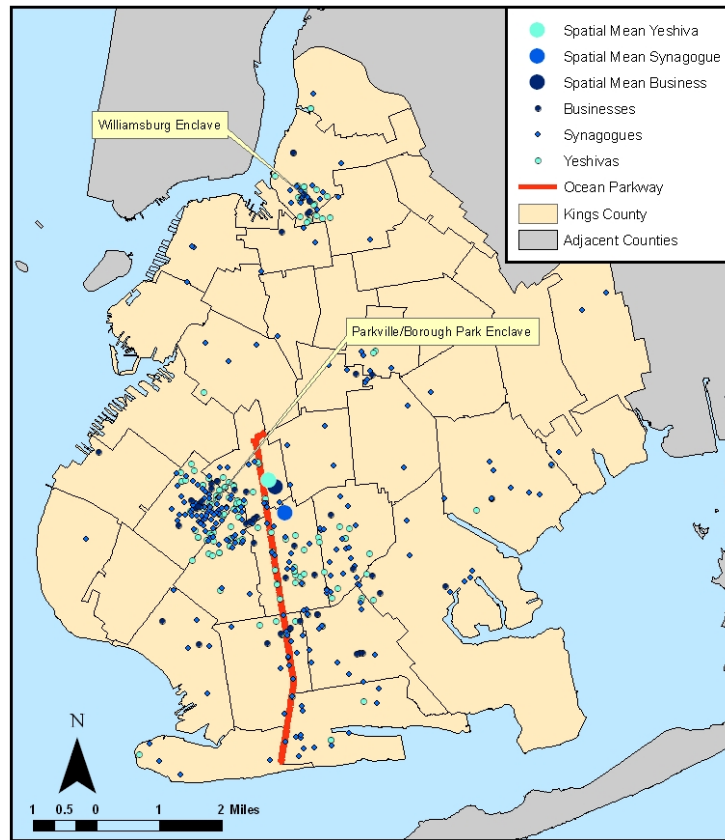 Spatial Mean Yeshiva
Spatial Mean Synagogue
Spatial Mean Business
Businesses
Synagogues
Yeshivas
Ocean Parkway
Kings County
Adjacent Counties
Williamsburg Enclave
Parkville/Borough Park Enclave
N
1 0.5 0 1 2 Miles